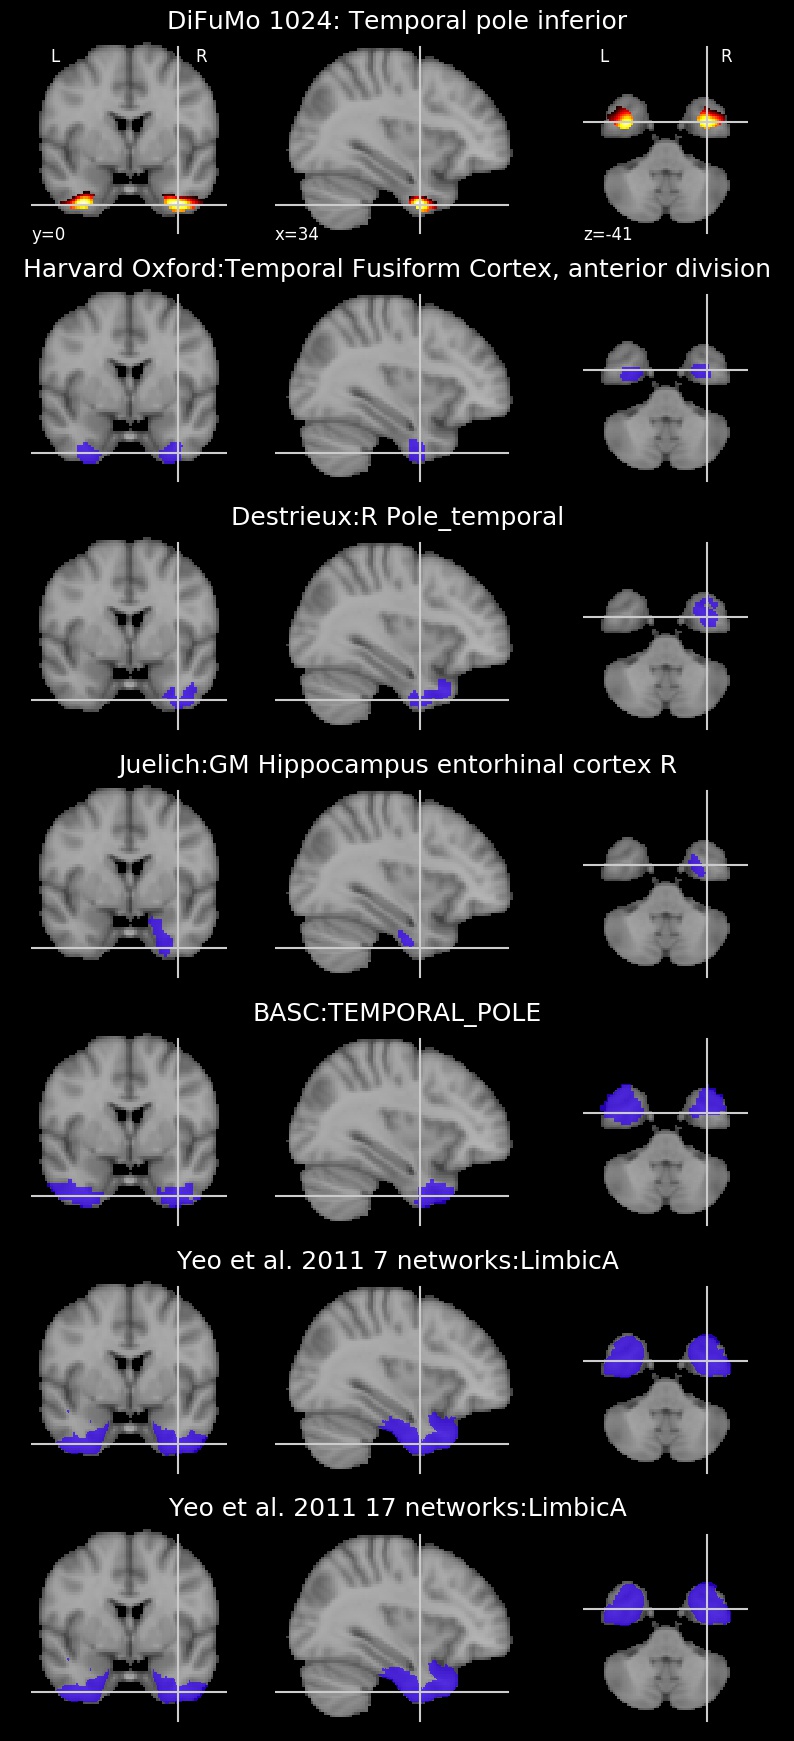 DiFuMo 1024: Temporal pole inferior
L R L R
y=0 x=34 z=-41
Harvard Oxford:Temporal Fusiform Cortex, anterior division
Destrieux:R Pole_temporal
Juelich:GM Hippocampus entorhinal cortex R
BASC:TEMPORAL_POLE
Yeo et al. 2011 7 networks:LimbicA
Yeo et al. 2011 17 networks:LimbicA